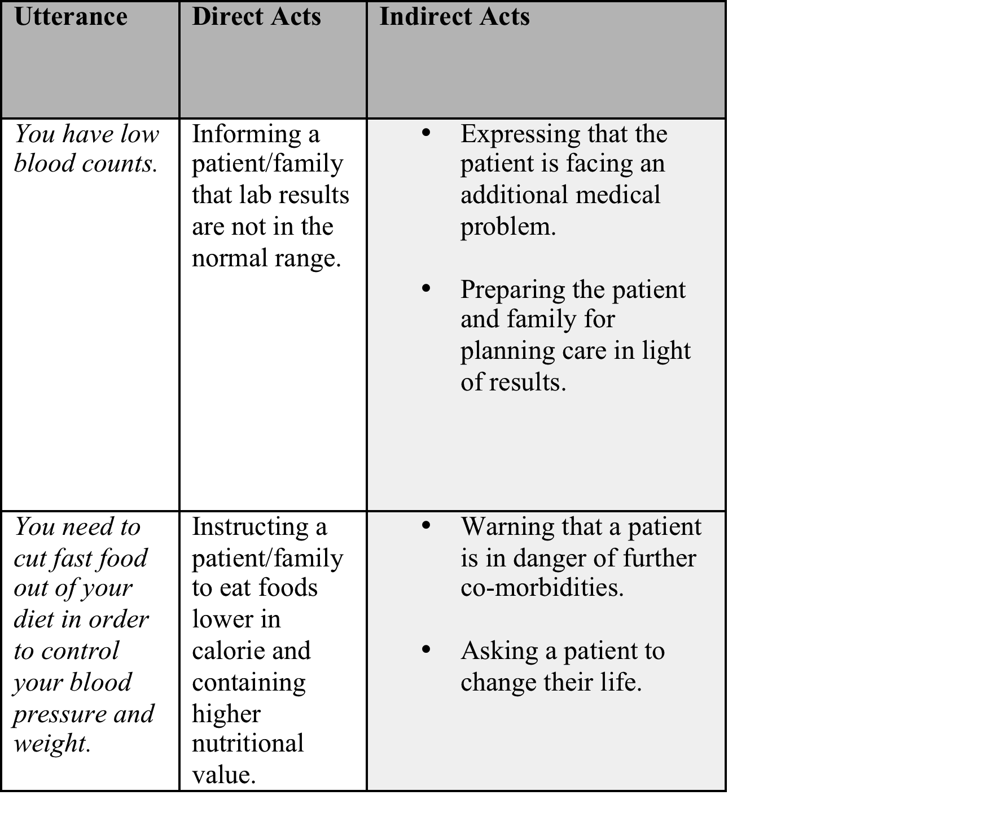 Utterance
Direct Acts
Indirect Acts
You have low
blood counts.
Informing a
patient/family
that lab results
are not in the
normal range.
• Expressing that the
patient is facing an
additional medical
problem.
• Preparing the patient
and family for
planning care in light
of results.
You need to
cut fast food
out of your
diet in order
to control
your blood
pressure and
weight.
Instructing a
patient/family
to eat foods
lower in
calorie and
containing
higher
nutritional
value.
• Warning that a patient
is in danger of further
co-morbidities.
• Asking a patient to
change their life.